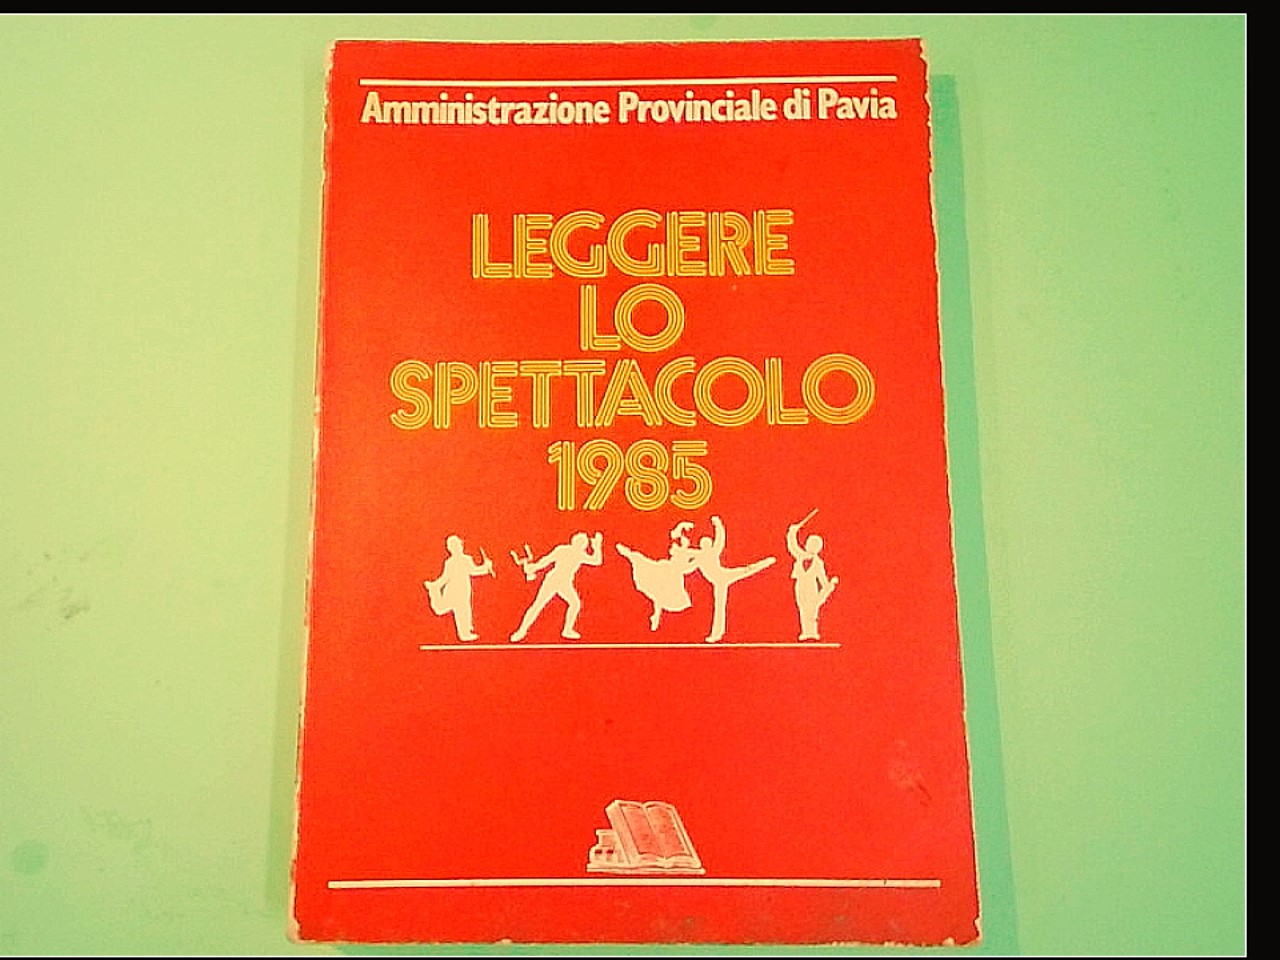 Amministrazione Provinciale di Pavia
LEGGERE
LO
SPETTACOLO
1985